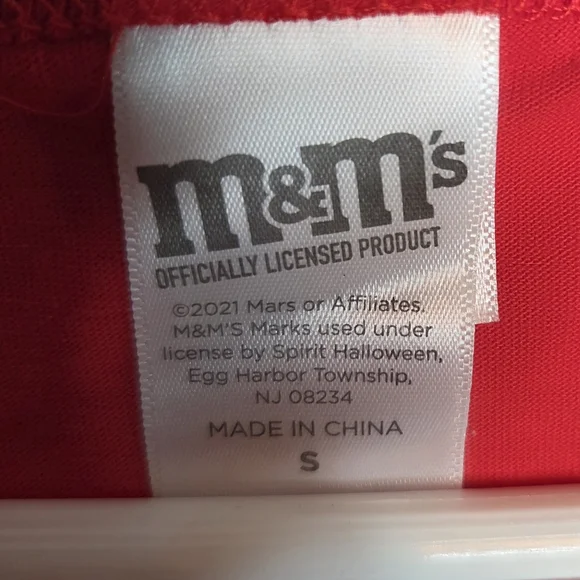 m&m's
OFFICIALLY LICENSED PRODUCT
©2021 Mars or Affiliates.
M&M'S Marks used under
license by Spirit Halloween,
Egg Harbor Township,
NJ 08234
MADE IN CHINA
S